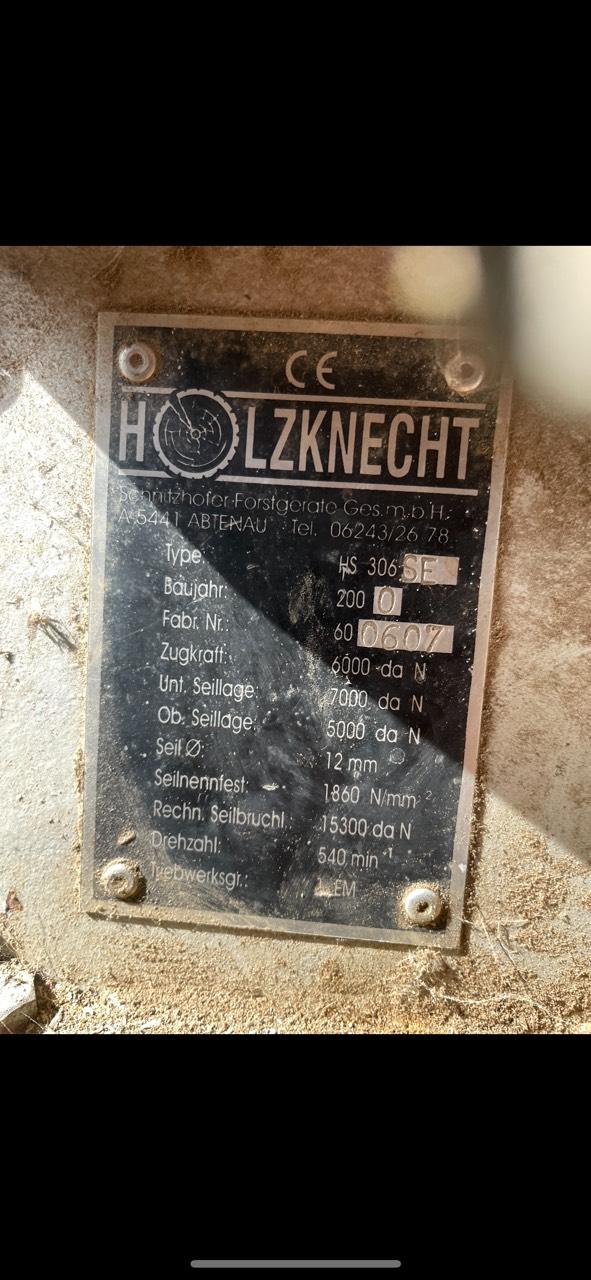 CE
HOLZKNECHT
Schnitzhofer-Forstgeräte Ges.m.b.H.
A-5441 ABTENAU Tel. 06243/26 78
Type: HS 306 SE
Baujahr: 200 0
Fabr. Nr.: 60 0607
Zugkraft: 6000 da N
Unt. Seillage: 7000 da N
Ob. Seillage: 5000 da N
Seil Ø: 12 mm
Seilnennfest: 1860 N/mm²
Rechn. Seilbruchl.: 15300 da N
Drehzahl: 540 min⁻¹
Triebwerksgr.: EM